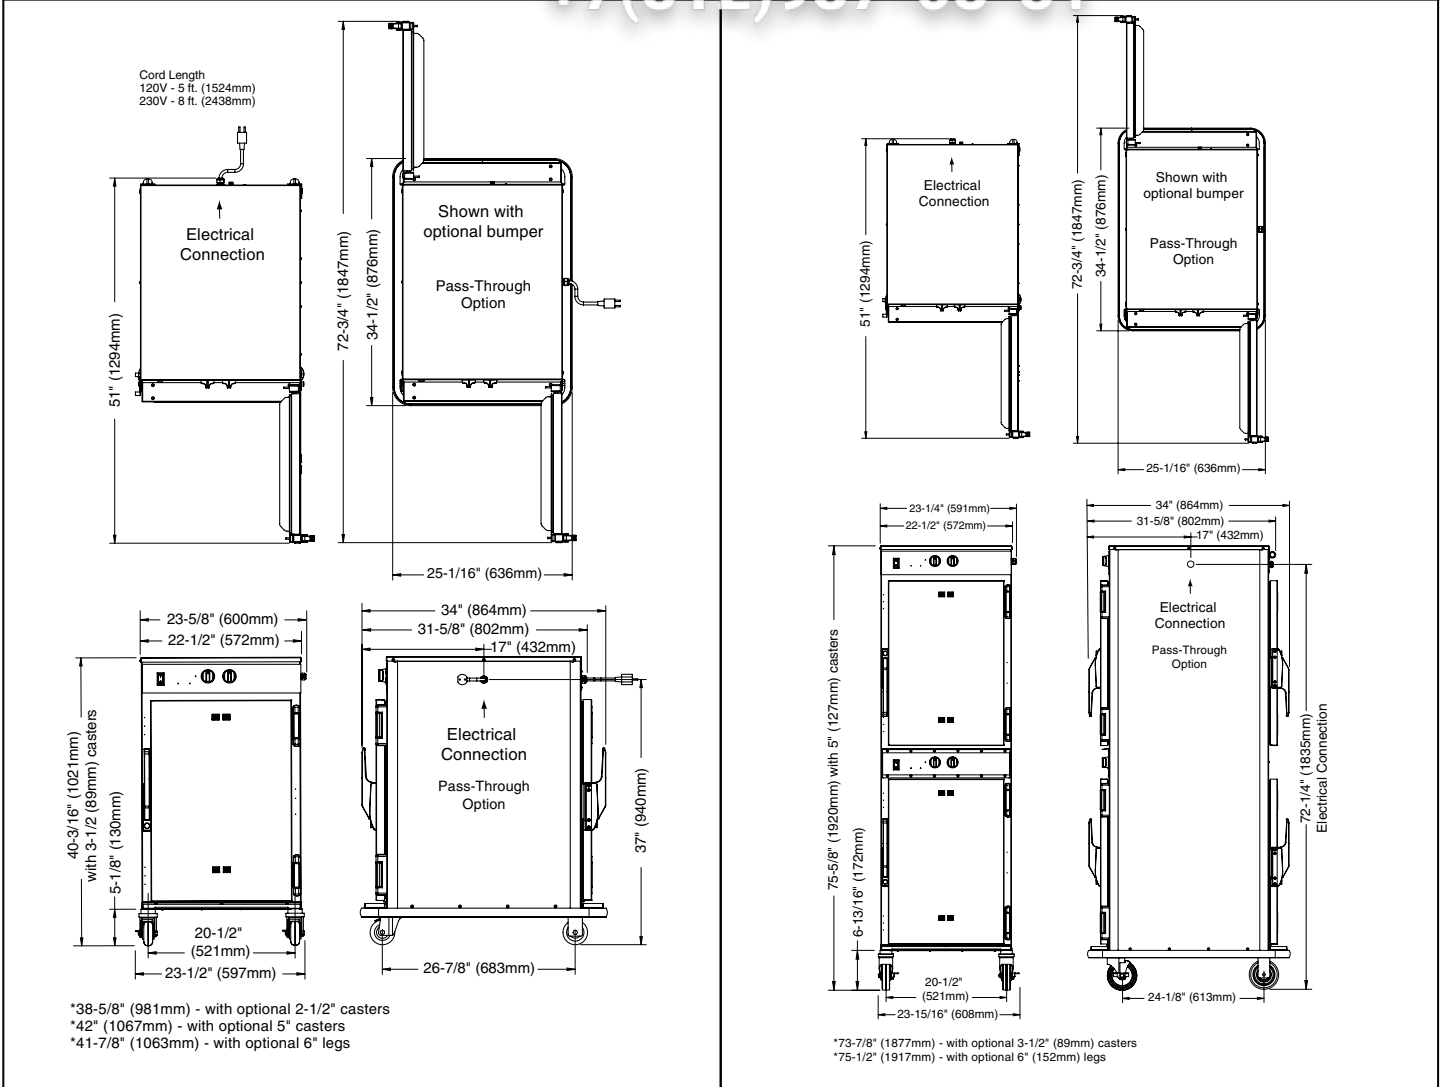 Cord Length
120V - 5 ft. (1524mm)
230V - 8 ft. (2438mm)
Electrical
Connection
51" (1294mm)
72-3/4" (1847mm)
34-1/2" (876mm)
Shown with
optional bumper
Pass-Through
Option
25-1/16" (636mm)
23-5/8" (600mm)
22-1/2" (572mm)
40-3/16" (1021mm)
with 3-1/2 (89mm) casters
5-1/8" (130mm)
20-1/2"
(521mm)
23-1/2" (597mm)
34" (864mm)
31-5/8" (802mm)
17" (432mm)
Electrical
Connection
Pass-Through
Option
37" (940mm)
26-7/8" (683mm)
*38-5/8" (981mm) - with optional 2-1/2" casters
*42" (1067mm) - with optional 5" casters
*41-7/8" (1063mm) - with optional 6" legs
Electrical
Connection
51" (1294mm)
72-3/4" (1847mm)
34-1/2" (876mm)
Shown with
optional bumper
Pass-Through
Option
25-1/16" (636mm)
23-1/4" (591mm)
22-1/2" (572mm)
75-5/8" (1920mm) with 5" (127mm) casters
6-13/16" (172mm)
20-1/2"
(521mm)
23-15/16" (608mm)
34" (864mm)
31-5/8" (802mm)
17" (432mm)
Electrical
Connection
Pass-Through
Option
72-1/4" (1835mm)
Electrical Connection
24-1/8" (613mm)
*73-7/8" (1877mm) - with optional 3-1/2" (89mm) casters
*75-1/2" (1917mm) - with optional 6" (152mm) legs